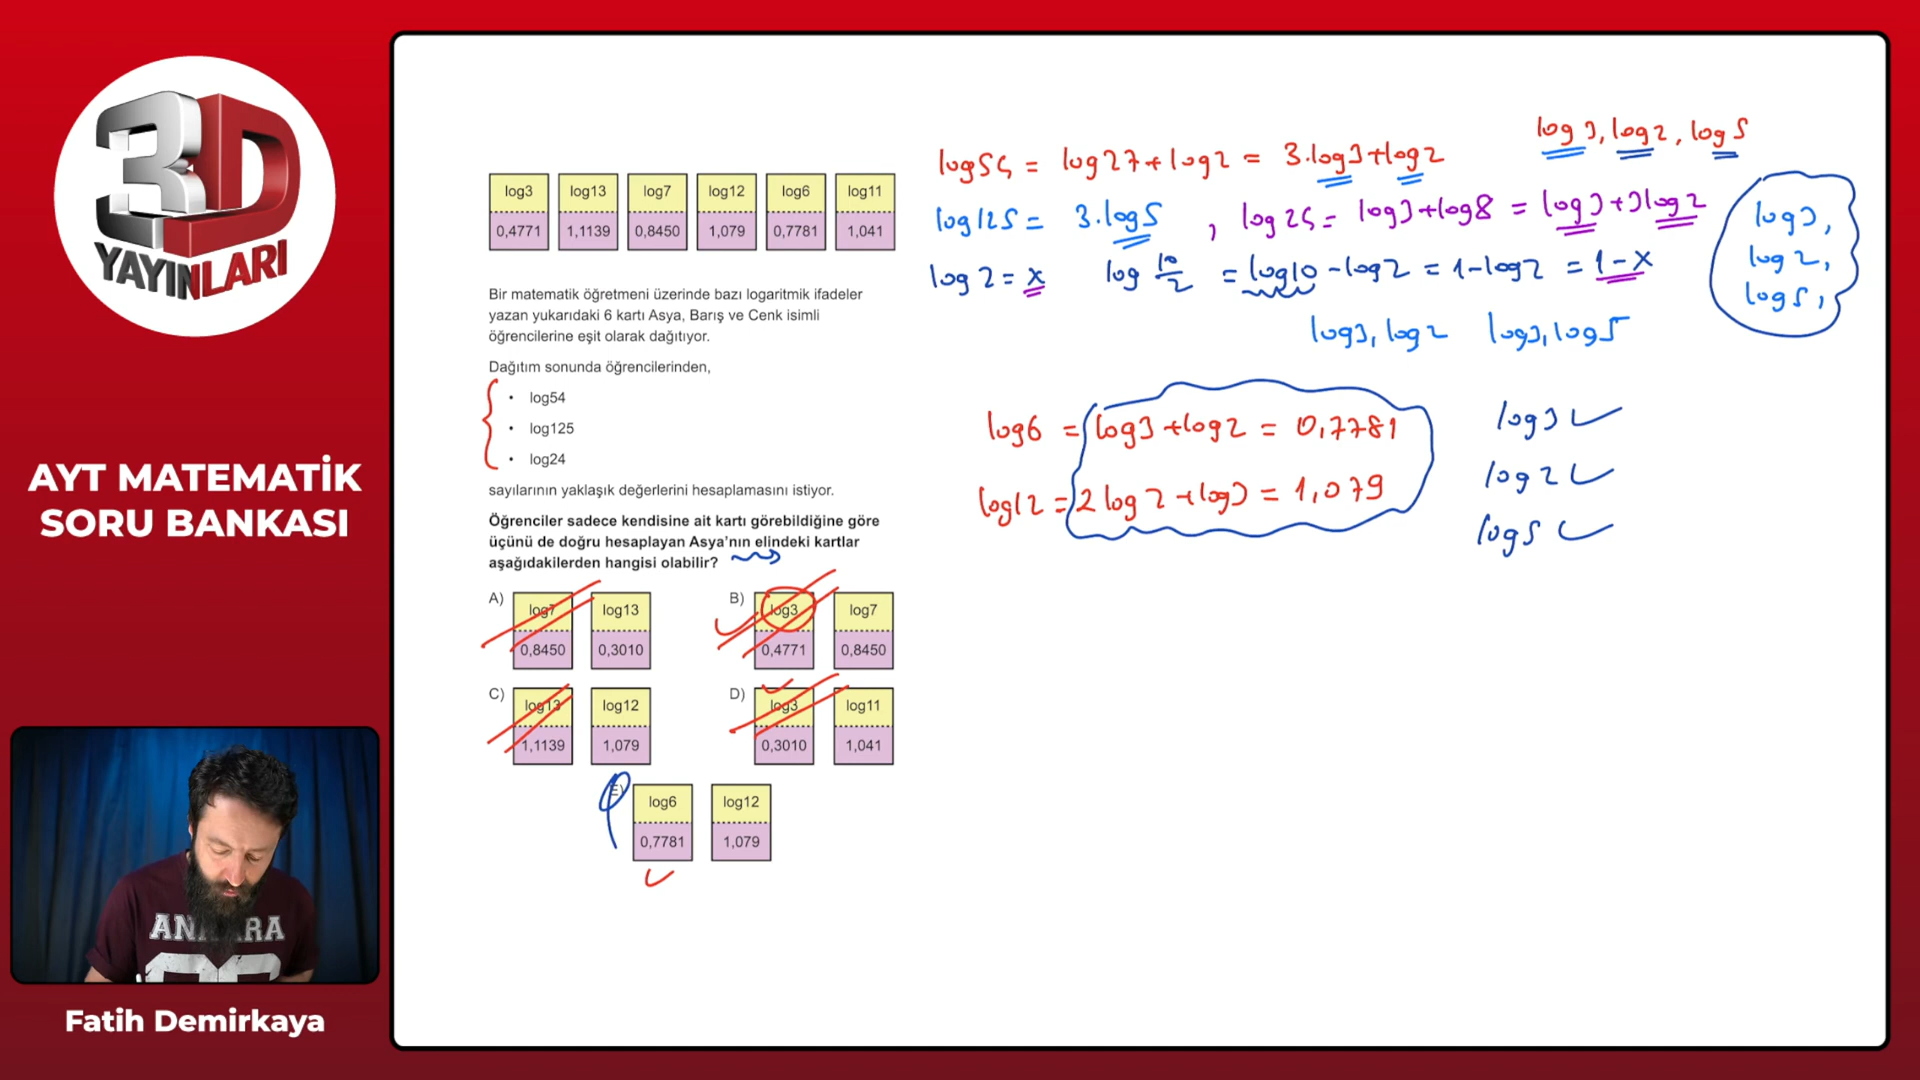 3D
YAYINLARI
AYT MATEMATİK
SORU BANKASI
ANKARA
Fatih Demirkaya
log3 log13 log7 log12 log6 log11
0,4771 1,1139 0,8450 1,079 0,7781 1,041
Bir matematik öğretmeni üzerinde bazı logaritmik ifadeler
yazan yukarıdaki 6 kartı Asya, Barış ve Cenk isimli
öğrencilerine eşit olarak dağıtıyor.
Dağıtım sonunda öğrencilerinden,
• log54
• log125
• log24
sayılarının yaklaşık değerlerini hesaplamasını istiyor.
Öğrenciler sadece kendisine ait kartı görebildiğine göre
üçünü de doğru hesaplayan Asya'nın elindeki kartlar
aşağıdakilerden hangisi olabilir?
A) log7 log13
0,8450 0,3010
B) log3 log7
0,4771 0,8450
C) log13 log12
1,1139 1,079
D) log3 log11
0,3010 1,041
E) log6 log12
0,7781 1,079
log54 = log27+log2 = 3.log3+log2
log3, log2, log5
log125 = 3.log5 , log24 = log3+log8 = log3+3log2
log2 = x log 10/2 = log10 - log2 = 1-log2 = 1-x
log3, log2 log3, log5
log3,
log2,
log5,
log6 = log3+log2 = 0,7781
log12 = 2log2+log3 = 1,079
log3 ✓
log2 ✓
log5 ✓